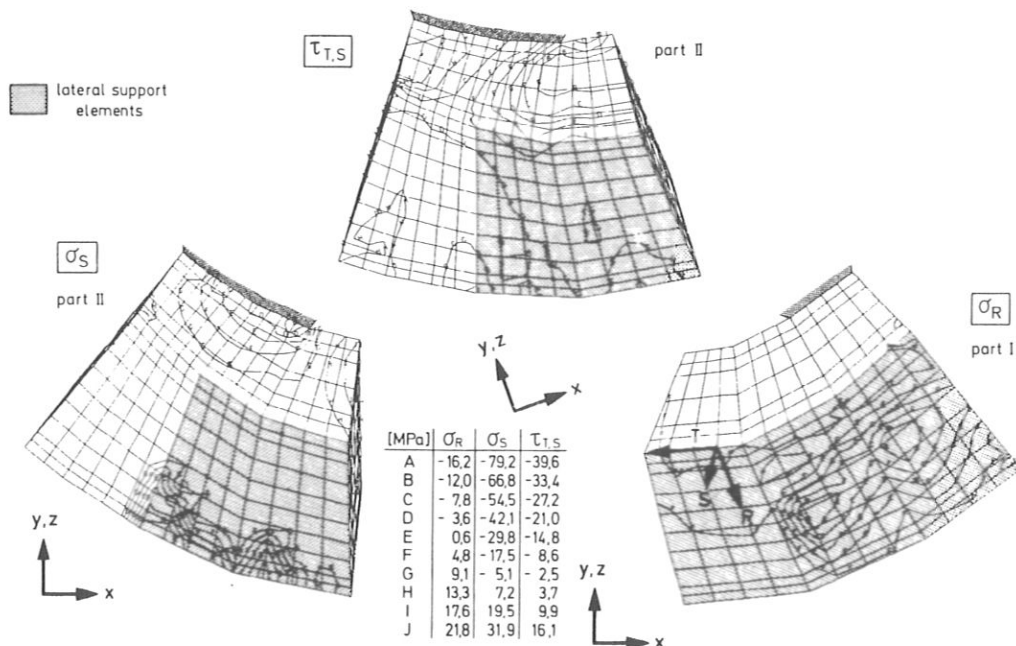 τT,S
part II
lateral support
elements
σS
part II
σR
part I
y,z
x
T
S
R
[MPa] σR σS τT,S
A -16,2 -79,2 -39,6
B -12,0 -66,8 -33,4
C - 7,8 -54,5 -27,2
D - 3,6 -42,1 -21,0
E 0,6 -29,8 -14,8
F 4,8 -17,5 - 8,6
G 9,1 - 5,1 - 2,5
H 13,3 7,2 3,7
I 17,6 19,5 9,9
J 21,8 31,9 16,1
y,z
x
y,z
x